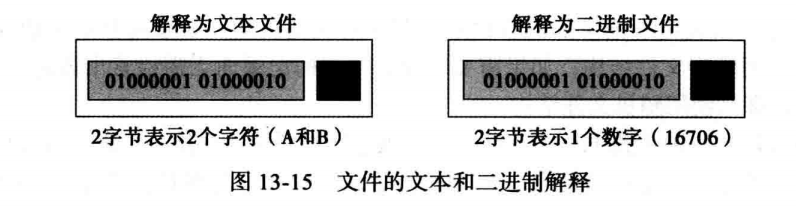 解释为文本文件
解释为二进制文件
01000001 01000010
01000001 01000010
2字节表示2个字符（A和B）
2字节表示1个数字（16706）
图 13-15 文件的文本和二进制解释